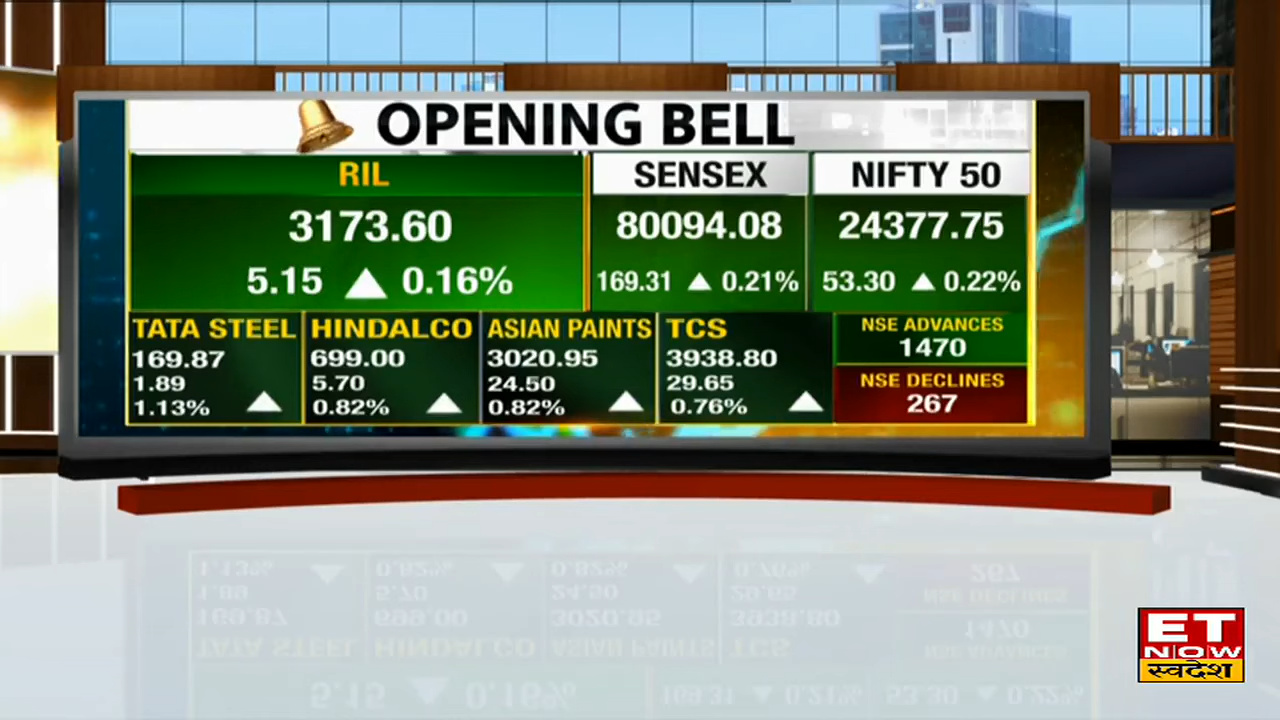 OPENING BELL
RIL
3173.60
5.15 ▲ 0.16%
SENSEX
80094.08
169.31 ▲ 0.21%
NIFTY 50
24377.75
53.30 ▲ 0.22%
TATA STEEL
169.87
1.89
1.13% ▲
HINDALCO
699.00
5.70
0.82% ▲
ASIAN PAINTS
3020.95
24.50
0.82% ▲
TCS
3938.80
29.65
0.76% ▲
NSE ADVANCES
1470
NSE DECLINES
267
ET
NOW
स्वदेश